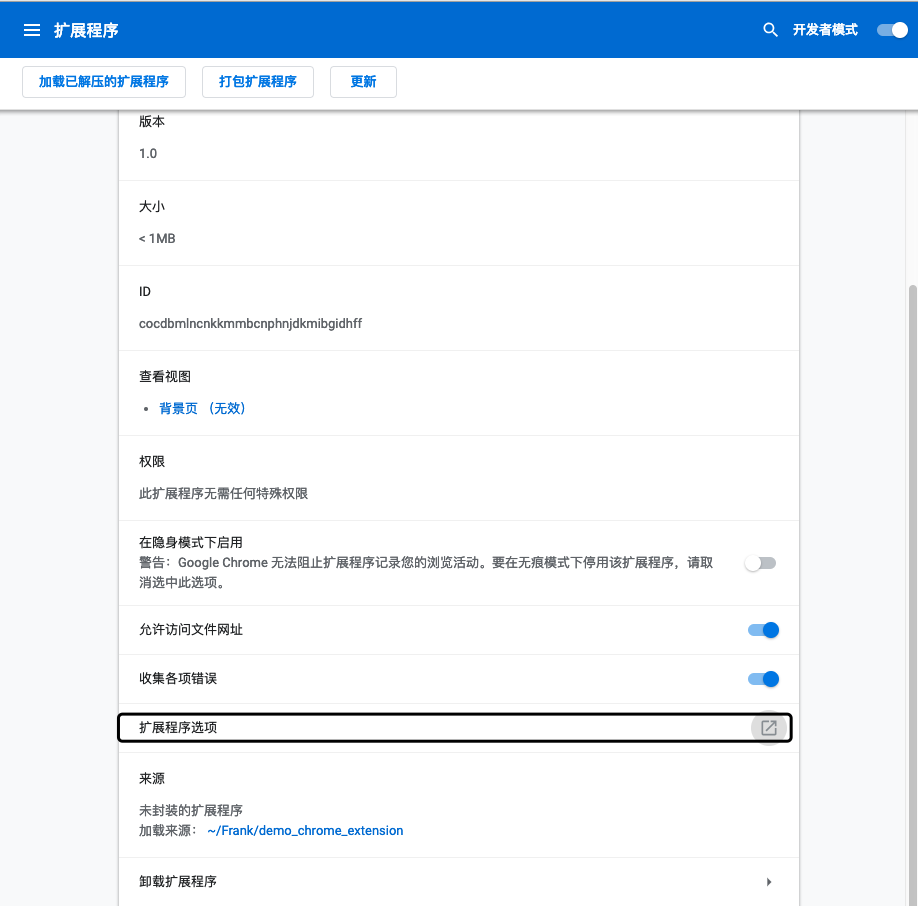 扩展程序
开发者模式
加载已解压的扩展程序
打包扩展程序
更新
版本
1.0
大小
< 1MB
ID
cocdbmlncnkkmmbcnphnjdkmibgidhff
查看视图
• 背景页 （无效）
权限
此扩展程序无需任何特殊权限
在隐身模式下启用
警告：Google Chrome 无法阻止扩展程序记录您的浏览活动。要在无痕模式下停用该扩展程序，请取
消选中此选项。
允许访问文件网址
收集各项错误
扩展程序选项
来源
未封装的扩展程序
加载来源： ~/Frank/demo_chrome_extension
卸载扩展程序